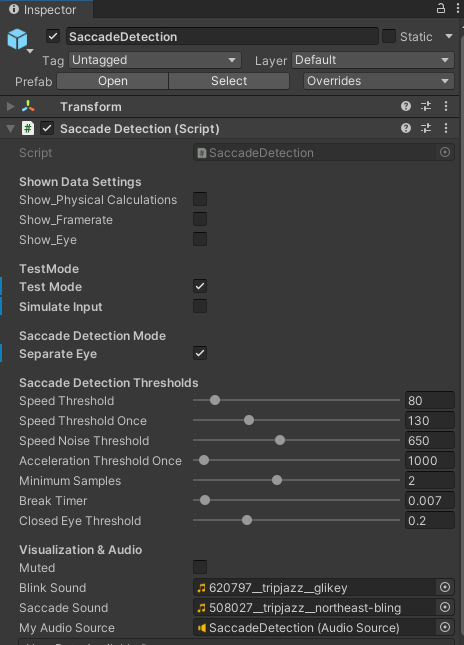 Inspector
SaccadeDetection Static
Tag Untagged Layer Default
Prefab Open Select Overrides
Transform
Saccade Detection (Script)
Script SaccadeDetection
Shown Data Settings
Show_Physical Calculations
Show_Framerate
Show_Eye
TestMode
Test Mode
Simulate Input
Saccade Detection Mode
Separate Eye
Saccade Detection Thresholds
Speed Threshold 80
Speed Threshold Once 130
Speed Noise Threshold 650
Acceleration Threshold Once 1000
Minimum Samples 2
Break Timer 0.007
Closed Eye Threshold 0.2
Visualization & Audio
Muted
Blink Sound 620797__tripjazz__glikey
Saccade Sound 508027__tripjazz__northeast-bling
My Audio Source SaccadeDetection (Audio Source)